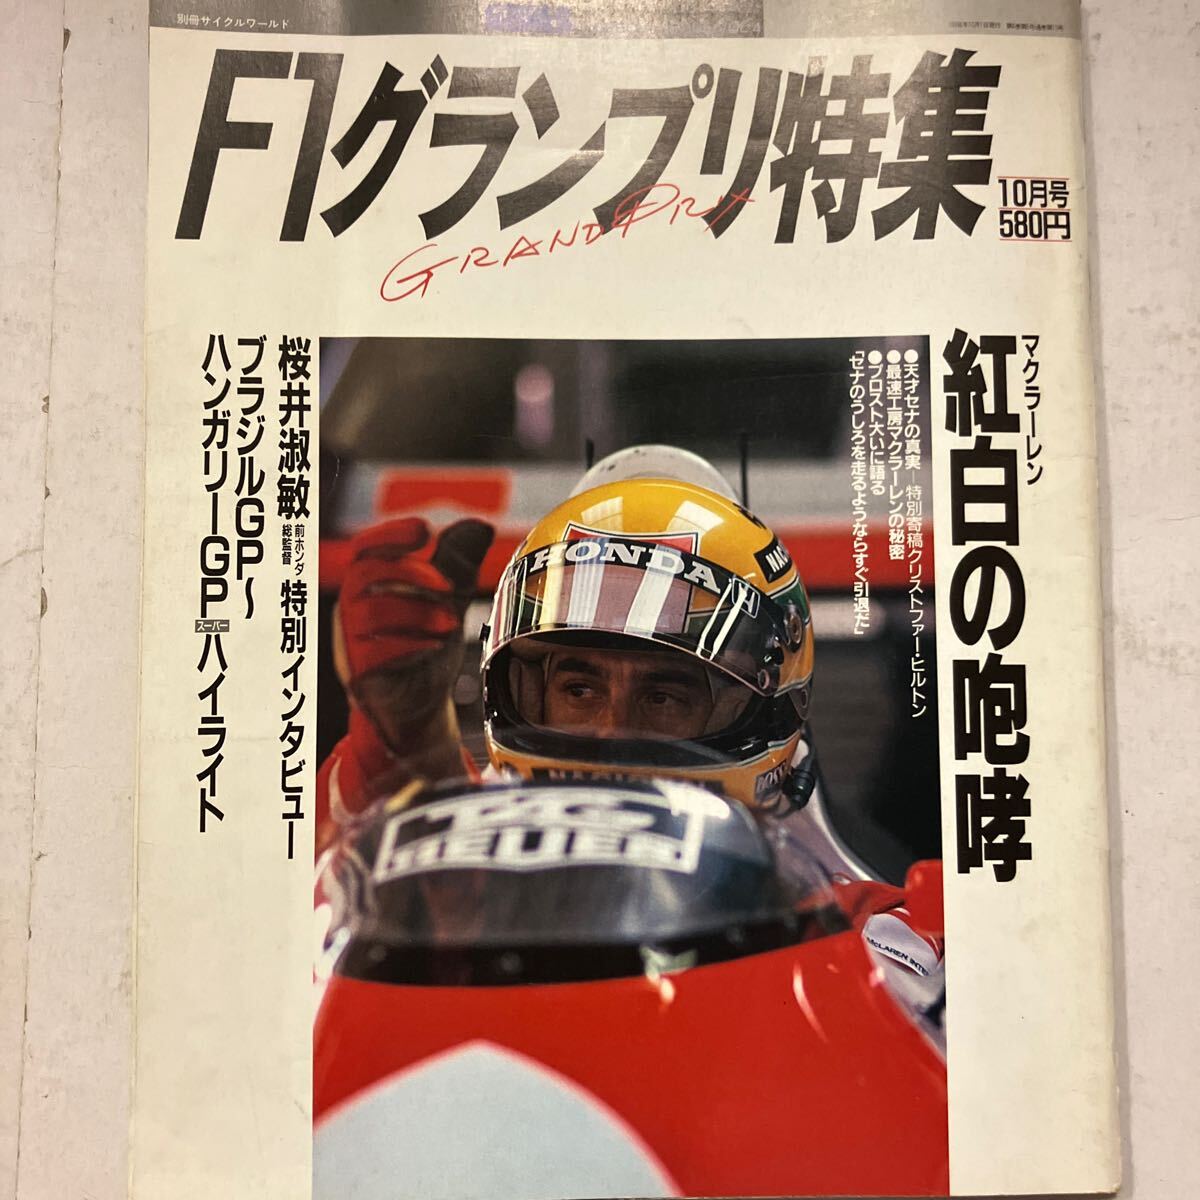 別冊サイクルワールド
F1グランプリ特集
GRAND PRIX
10月号
580円
マクラーレン
紅白の咆哮
●天才セナの真実―特別寄稿クリストファー・ヒルトン
●最速工房マクラーレンの秘密
●プロスト大いに語る
「セナのうしろを走るようならすぐ引退だ」
桜井淑敏 前ホンダ総監督 特別インタビュー
ブラジルGP〜
ハンガリーGPスーパーハイライト
HONDA
TAG
HEUER
McLAREN INTE